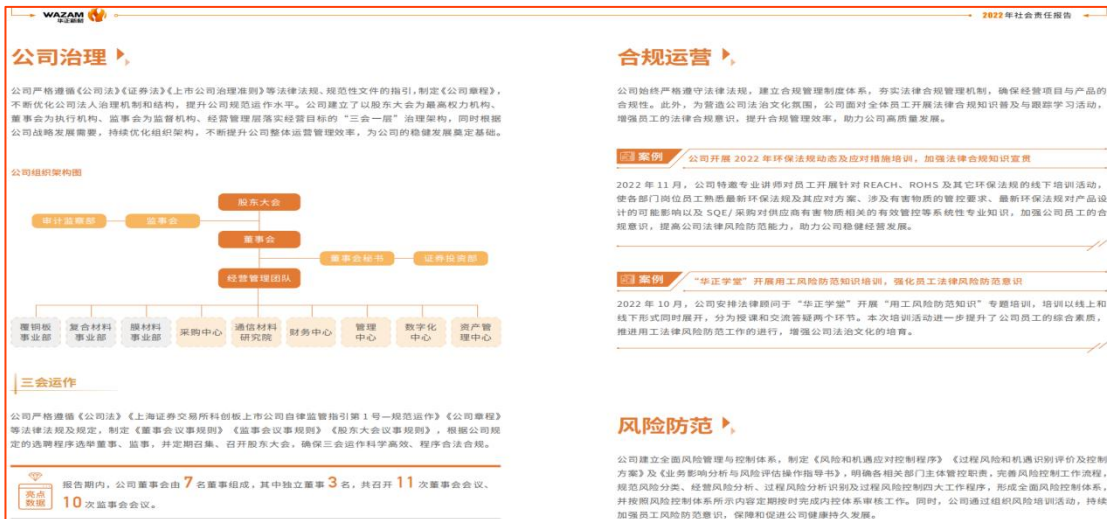 WAZAM
华正新材
2022 年社会责任报告
公司治理
公司严格遵循《公司法》《证券法》《上市公司治理准则》等法律法规、规范性文件的指引,制定《公司章程》,
不断优化公司法人治理机制和结构，提升公司规范运作水平。公司建立了以股东大会为最高权力机构、
董事会为执行机构、监事会为监督机构、经营管理层落实经营目标的“三会一层”治理架构，同时根据
公司战略发展需要，持续优化组织架构，不断提升公司整体运营管理效率，为公司的稳健发展奠定基础。
公司组织架构图
股东大会
审计监察部
监事会
董事会
董事会秘书
证券投资部
经营管理团队
覆铜板
事业部
复合材料
事业部
膜材料
事业部
采购中心
通信材料
研究院
财务中心
管理
中心
数字化
中心
资产管
理中心
三会运作
公司严格遵循《公司法》《上海证券交易所科创板上市公司自律监管指引第 1 号—规范运作》《公司章程》
等法律法规及规定，制定《董事会议事规则》《监事会议事规则》《股东大会议事规则》，根据公司规
定的选聘程序选举董事、监事，并定期召集、召开股东大会，确保三会运作科学高效、程序合法合规。
亮点
数据
报告期内，公司董事会由 7 名董事组成，其中独立董事 3 名，共召开 11 次董事会会议、
10 次监事会会议。
合规运营
公司始终严格遵守法律法规，建立合规管理制度体系，夯实法律合规管理机制，确保经营项目与产品的
合规性。此外，为营造公司法治文化氛围，公司面对全体员工开展法律合规知识普及与跟踪学习活动，
增强员工的法律合规意识，提升合规管理效率，助力公司高质量发展。
案例
公司开展 2022 年环保法规动态及应对措施培训，加强法律合规知识宣贯
2022 年 11 月，公司特邀专业讲师对员工开展针对 REACH、ROHS 及其它环保法规的线下培训活动，
使各部门岗位员工熟悉最新环保法规及其应对方案、涉及有害物质的管控要求、最新环保法规对产品设
计的可能影响以及 SQE/ 采购对供应商有害物质相关的有效管控等系统性专业知识，加强公司员工的合
规意识，提高公司法律风险防范能力，助力公司稳健经营发展。
案例
“华正学堂”开展用工风险防范知识培训，强化员工法律风险防范意识
2022 年 10 月，公司安排法律顾问于“华正学堂”开展“用工风险防范知识”专题培训，培训以线上和
线下形式同时展开，分为授课和交流答疑两个环节。本次培训活动进一步提升了公司员工的综合素质，
推进用工法律风险防范工作的进行，增强公司法治文化的培育。
风险防范
公司建立全面风险管理与控制体系，制定《风险和机遇应对控制程序》《过程风险和机遇识别评价及控制
方案》及《业务影响分析与风险评估操作指导书》，明确各相关部门主体管控职责，完善风险控制工作流程，
规范风险分类、经营风险分析、过程风险分析识别及过程风险控制四大工作程序，形成全面风险控制体系，
并按照风险控制体系所示内容定期按时完成内控体系审核工作。同时，公司通过组织风险培训活动，持续
加强员工风险防范意识，保障和促进公司健康持久发展。